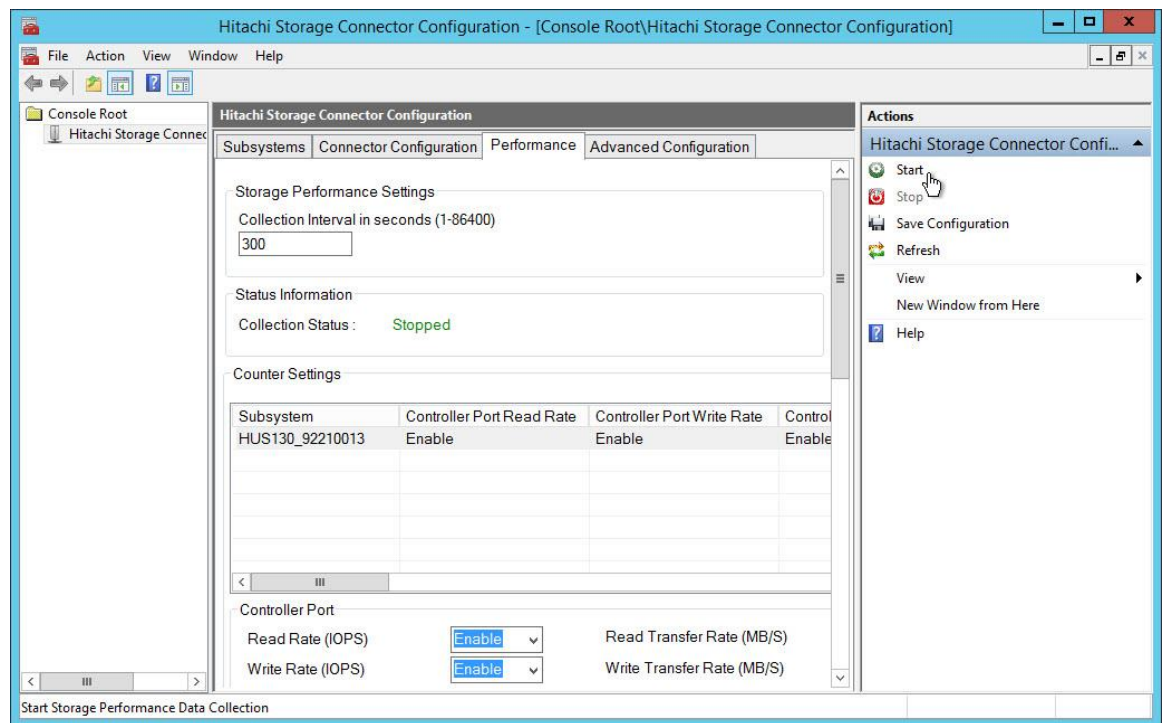 Hitachi Storage Connector Configuration - [Console Root\Hitachi Storage Connector Configuration]
File Action View Window Help
Console Root
Hitachi Storage Connec
Hitachi Storage Connector Configuration
Subsystems Connector Configuration Performance Advanced Configuration
Storage Performance Settings
Collection Interval in seconds (1-86400)
300
Status Information
Collection Status : Stopped
Counter Settings
Subsystem Controller Port Read Rate Controller Port Write Rate Control
HUS130_92210013 Enable Enable Enable
Controller Port
Read Rate (IOPS) Enable Read Transfer Rate (MB/S)
Write Rate (IOPS) Enable Write Transfer Rate (MB/S)
Actions
Hitachi Storage Connector Confi...
Start
Stop
Save Configuration
Refresh
View
New Window from Here
Help
Start Storage Performance Data Collection